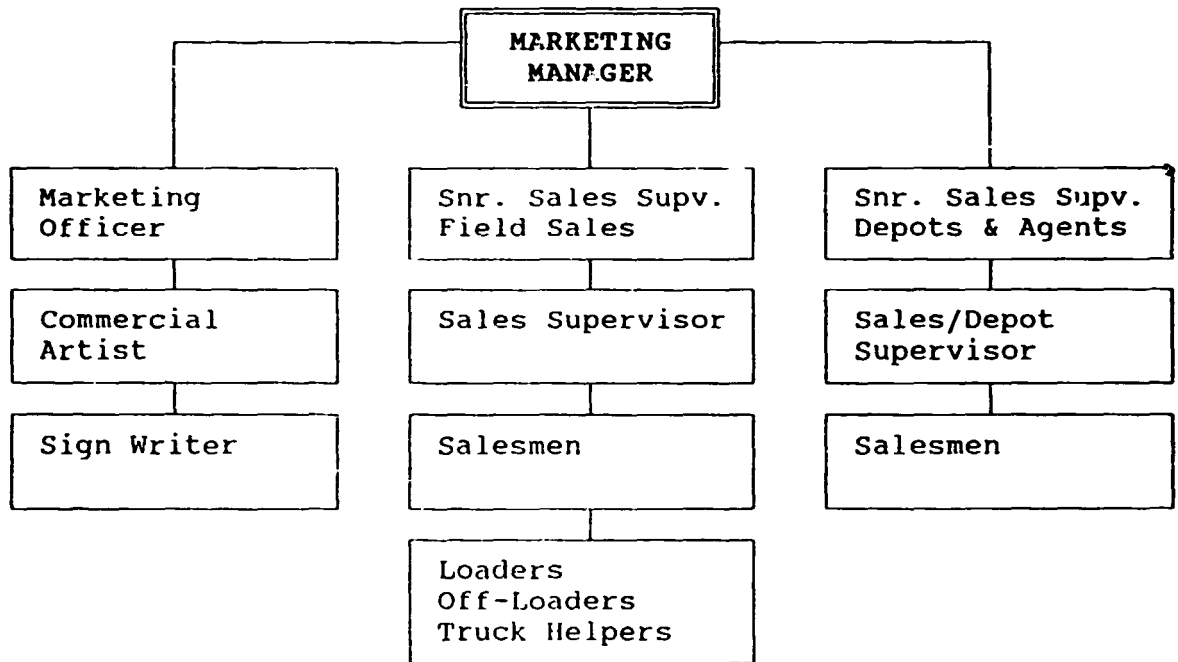 MARKETING
MANAGER
Marketing
Officer
Snr. Sales Supv.
Field Sales
Snr. Sales Supv.
Depots & Agents
Commercial
Artist
Sales Supervisor
Sales/Depot
Supervisor
Sign Writer
Salesmen
Salesmen
Loaders
Off-Loaders
Truck Helpers